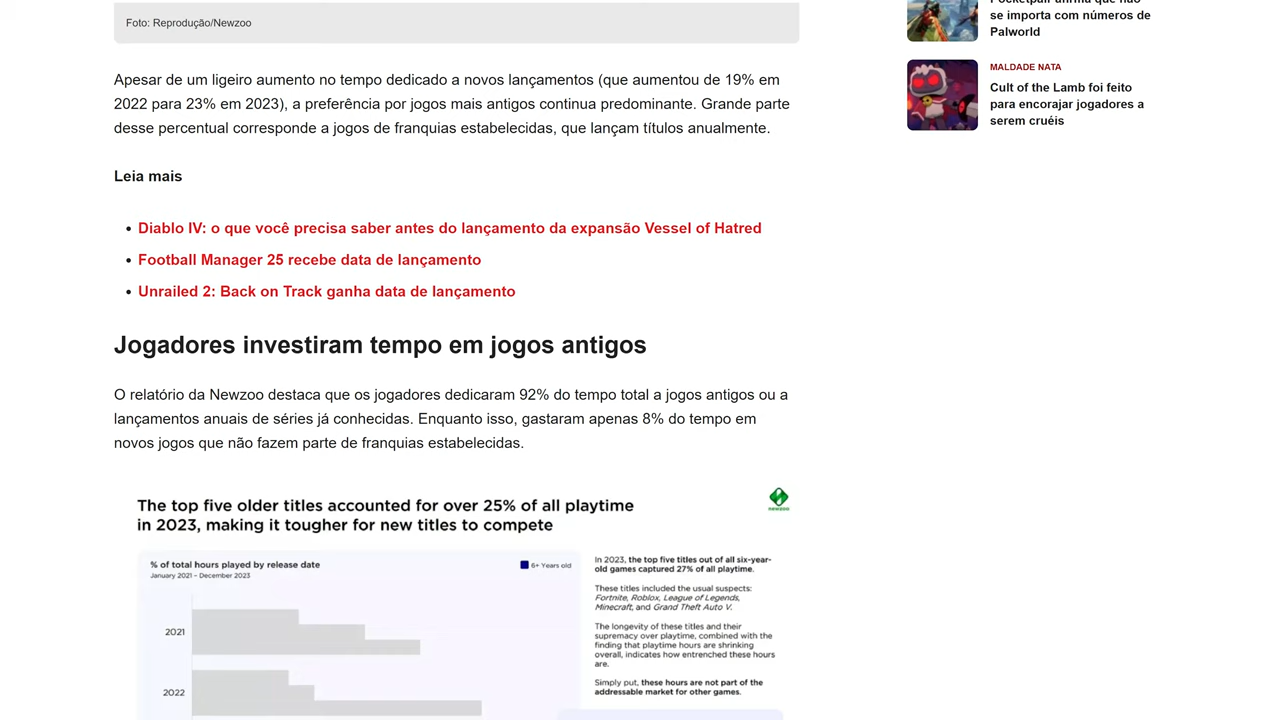 Foto: Reprodução/Newzoo
Apesar de um ligeiro aumento no tempo dedicado a novos lançamentos (que aumentou de 19% em
2022 para 23% em 2023), a preferência por jogos mais antigos continua predominante. Grande parte
desse percentual corresponde a jogos de franquias estabelecidas, que lançam títulos anualmente.
Leia mais
Diablo IV: o que você precisa saber antes do lançamento da expansão Vessel of Hatred
Football Manager 25 recebe data de lançamento
Unrailed 2: Back on Track ganha data de lançamento
Jogadores investiram tempo em jogos antigos
O relatório da Newzoo destaca que os jogadores dedicaram 92% do tempo total a jogos antigos ou a
lançamentos anuais de séries já conhecidas. Enquanto isso, gastaram apenas 8% do tempo em
novos jogos que não fazem parte de franquias estabelecidas.
The top five older titles accounted for over 25% of all playtime
in 2023, making it tougher for new titles to compete
newzoo
% of total hours played by release date
January 2021 – December 2023
6+ Years old
2021
2022
In 2023, the top five titles out of all six-year-
old games captured 27% of all playtime.
These titles included the usual suspects:
Fortnite, Roblox, League of Legends,
Minecraft, and Grand Theft Auto V.
The longevity of these titles and their
supremacy over playtime, combined with the
finding that playtime hours are shrinking
overall, indicates how entrenched these hours
are.
Simply put, these hours are not part of the
addressable market for other games.
Pocketpair afirma que não
se importa com números de
Palworld
MALDADE NATA
Cult of the Lamb foi feito
para encorajar jogadores a
serem cruéis